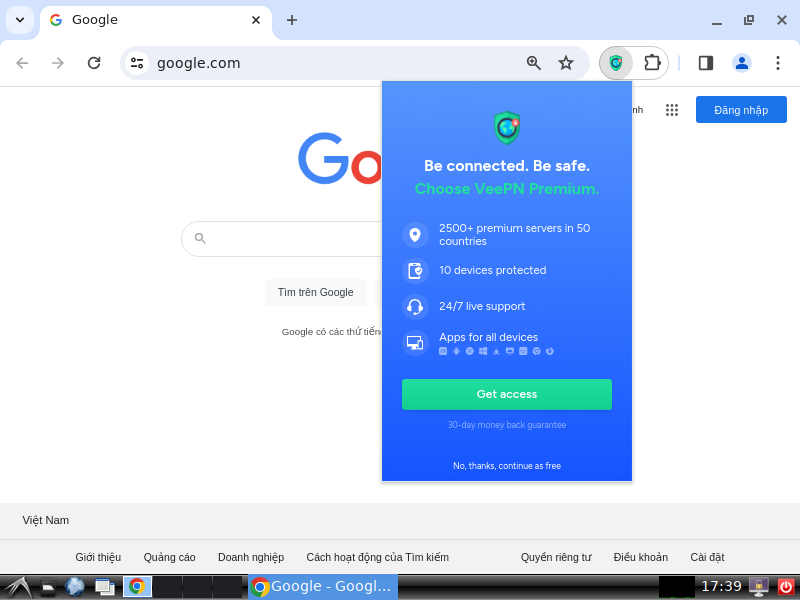 Google
google.com
nh
Đăng nhập
Go
Be connected. Be safe.
Choose VeePN Premium.
2500+ premium servers in 50
countries
10 devices protected
24/7 live support
Apps for all devices
Get access
30-day money back guarantee
No, thanks, continue as free
Tìm trên Google
Google có các thứ tiến
Việt Nam
Giới thiệu Quảng cáo Doanh nghiệp Cách hoạt động của Tìm kiếm Quyền riêng tư Điều khoản Cài đặt
Google - Googl... 17:39